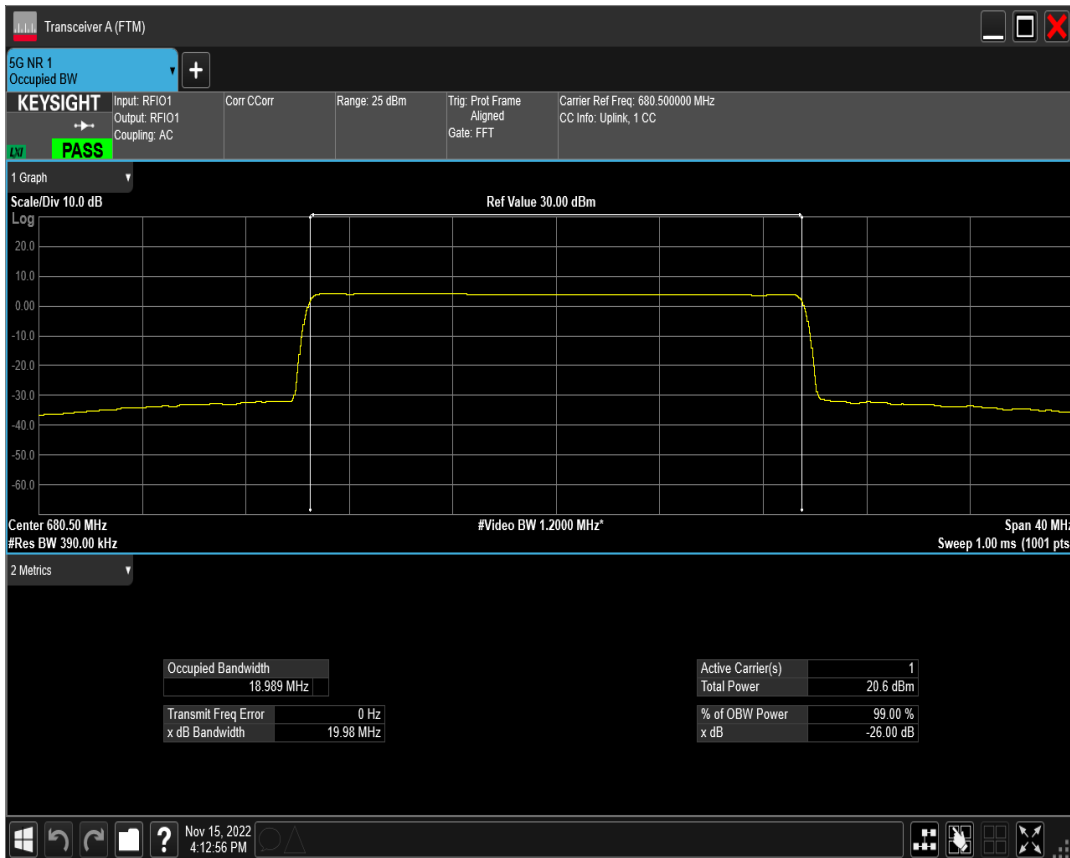 Transceiver A (FTM)
5G NR 1
Occupied BW
+
KEYSIGHT
LXI
PASS
Input: RFIO1
Output: RFIO1
Coupling: AC
Corr CCorr
Range: 25 dBm
Trig: Prot Frame
Aligned
Gate: FFT
Carrier Ref Freq: 680.500000 MHz
CC Info: Uplink, 1 CC
1 Graph
Scale/Div 10.0 dB
Ref Value 30.00 dBm
Log
20.0
10.0
0.00
-10.0
-20.0
-30.0
-40.0
-50.0
-60.0
Center 680.50 MHz
#Video BW 1.2000 MHz*
Span 40 MHz
#Res BW 390.00 kHz
Sweep 1.00 ms (1001 pts
2 Metrics
Occupied Bandwidth
18.989 MHz
Transmit Freq Error 0 Hz
x dB Bandwidth 19.98 MHz
Active Carrier(s) 1
Total Power 20.6 dBm
% of OBW Power 99.00 %
x dB -26.00 dB
?
Nov 15, 2022
4:12:56 PM